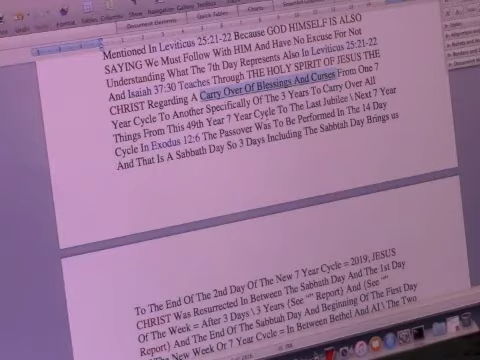 Document Elements
Quick Tables
Charts
Mentioned In Leviticus 25:21-22 Because GOD HIMSELF IS ALSO
SAYING We Must Follow With HIM And Have No Excuse For Not
Understanding What The 7th Day Represents Also In Leviticus 25:21-22
And Isaiah 37:30 Teaches Through THE HOLY SPIRIT OF JESUS THE
CHRIST Regarding A Carry Over Of Blessings And Curses From One 7
Year Cycle To Another Specifically Of The 3 Years To Carry Over All
Things From This 49th Year 7 Year Cycle To The Last Jubilee \ Next 7 Year
Cycle In Exodus 12:6 The Passover Was To Be Performed In The 14 Day
And That Is A Sabbath Day So 3 Days Including The Sabbtah Day Brings us
To The End Of The 2nd Day Of The New 7 Year Cycle = 2019, JESUS
CHRIST Was Resurrected In Between The Sabbath Day And The 1st Day
Of The Week = After 3 Days \ 3 Years {See "" Report} And {See ""
Report} And The End Of The Sabbath Day And Beginning Of The First Day
The New Week Or 7 Year Cycle = In Between Bethel And AI \ The Two